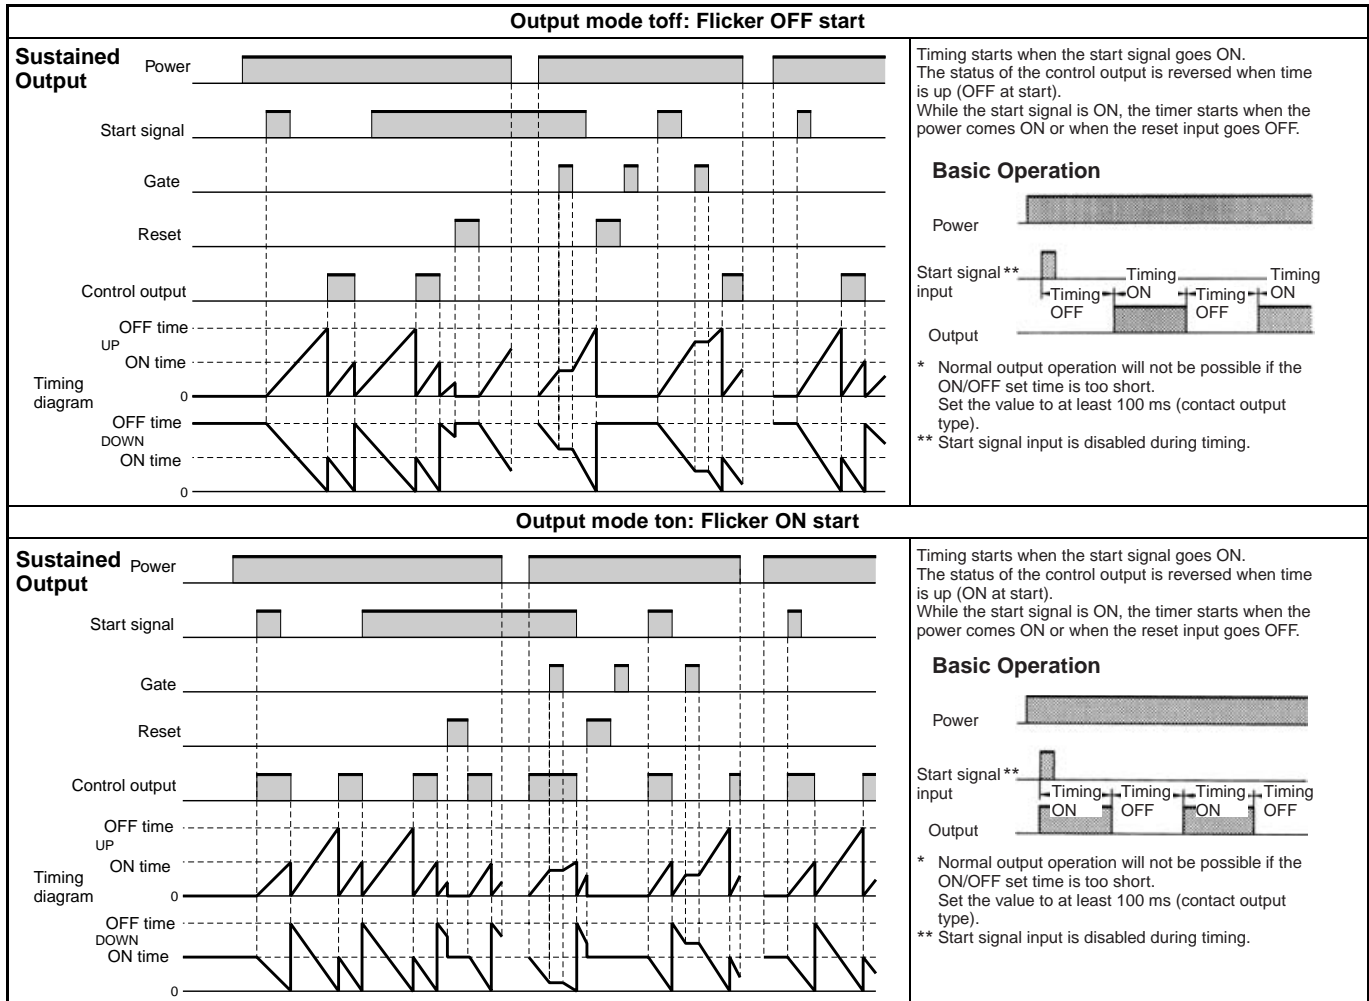 Output mode toff: Flicker OFF start
Sustained
Output
Power
Start signal
Gate
Reset
Control output
OFF time
UP
ON time
Timing
diagram
0
OFF time
DOWN
ON time
0
Timing starts when the start signal goes ON.
The status of the control output is reversed when time
is up (OFF at start).
While the start signal is ON, the timer starts when the
power comes ON or when the reset input goes OFF.
Basic Operation
Power
Start signal **
input
Timing
OFF
Timing
ON
Timing
OFF
Timing
ON
Output
* Normal output operation will not be possible if the
ON/OFF set time is too short.
Set the value to at least 100 ms (contact output
type).
** Start signal input is disabled during timing.
Output mode ton: Flicker ON start
Sustained
Output
Power
Start signal
Gate
Reset
Control output
OFF time
UP
ON time
Timing
diagram
0
OFF time
DOWN
ON time
0
Timing starts when the start signal goes ON.
The status of the control output is reversed when time
is up (ON at start).
While the start signal is ON, the timer starts when the
power comes ON or when the reset input goes OFF.
Basic Operation
Power
Start signal **
input
Timing
ON
Timing
OFF
Timing
ON
Timing
OFF
Output
* Normal output operation will not be possible if the
ON/OFF set time is too short.
Set the value to at least 100 ms (contact output
type).
** Start signal input is disabled during timing.